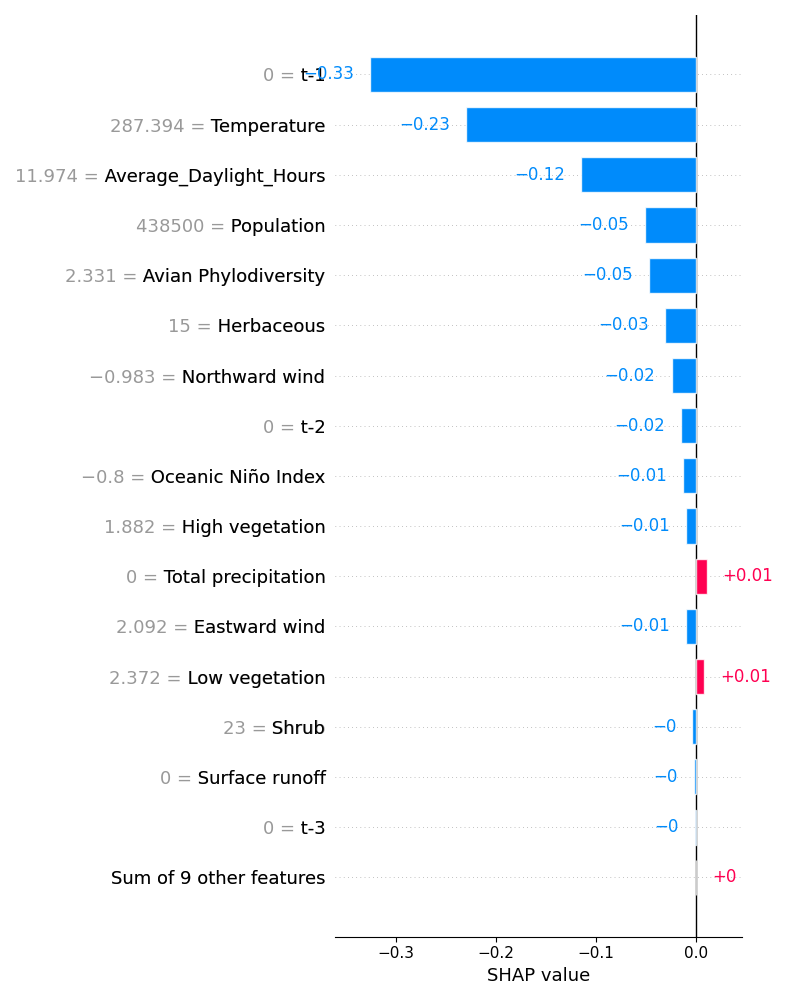 0 = t-1 −0.33
287.394 = Temperature −0.23
11.974 = Average_Daylight_Hours −0.12
438500 = Population −0.05
2.331 = Avian Phylodiversity −0.05
15 = Herbaceous −0.03
−0.983 = Northward wind −0.02
0 = t-2 −0.02
−0.8 = Oceanic Niño Index −0.01
1.882 = High vegetation −0.01
0 = Total precipitation +0.01
2.092 = Eastward wind −0.01
2.372 = Low vegetation +0.01
23 = Shrub −0
0 = Surface runoff −0
0 = t-3 −0
Sum of 9 other features +0
−0.3 −0.2 −0.1 0.0
SHAP value